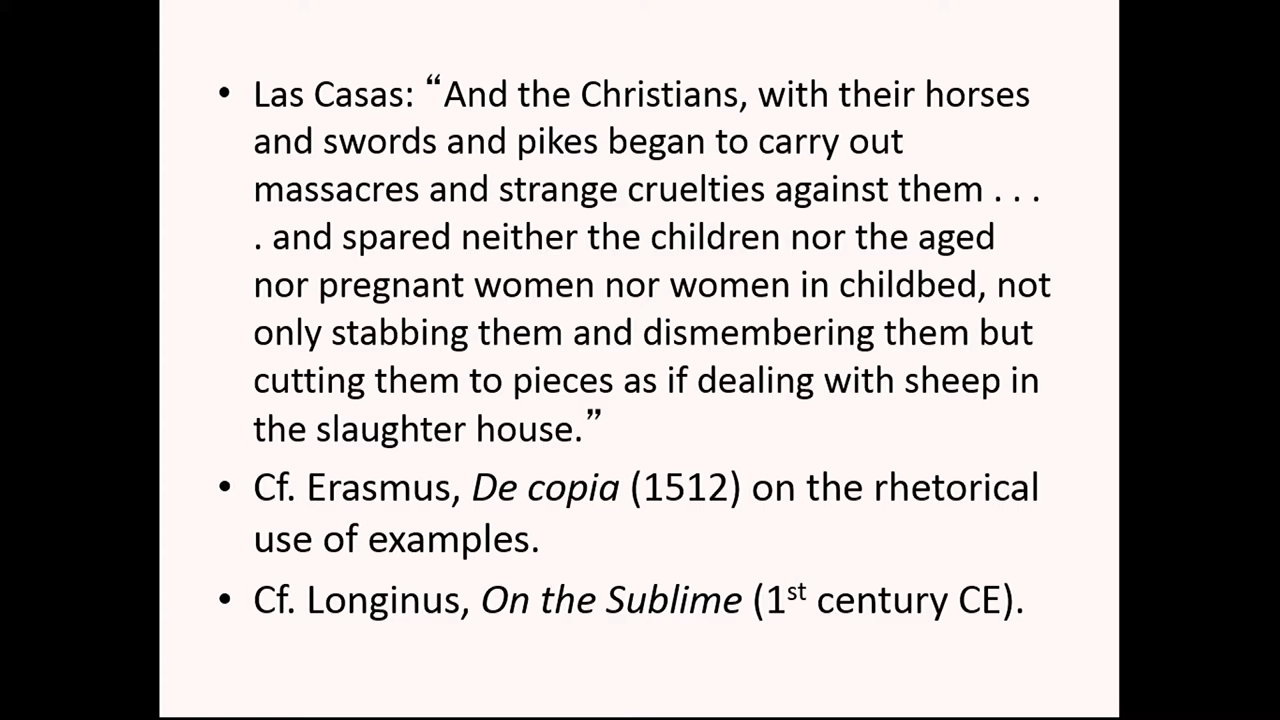 • Las Casas: “And the Christians, with their horses
and swords and pikes began to carry out
massacres and strange cruelties against them . . .
. and spared neither the children nor the aged
nor pregnant women nor women in childbed, not
only stabbing them and dismembering them but
cutting them to pieces as if dealing with sheep in
the slaughter house.”
• Cf. Erasmus, De copia (1512) on the rhetorical
use of examples.
• Cf. Longinus, On the Sublime (1st century CE).